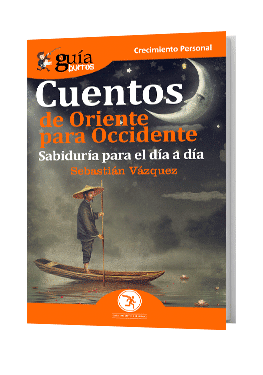 guía
burros
Crecimiento Personal
Cuentos
de Oriente
para Occidente
Sabiduría para el día a día
Sebastián Vázquez